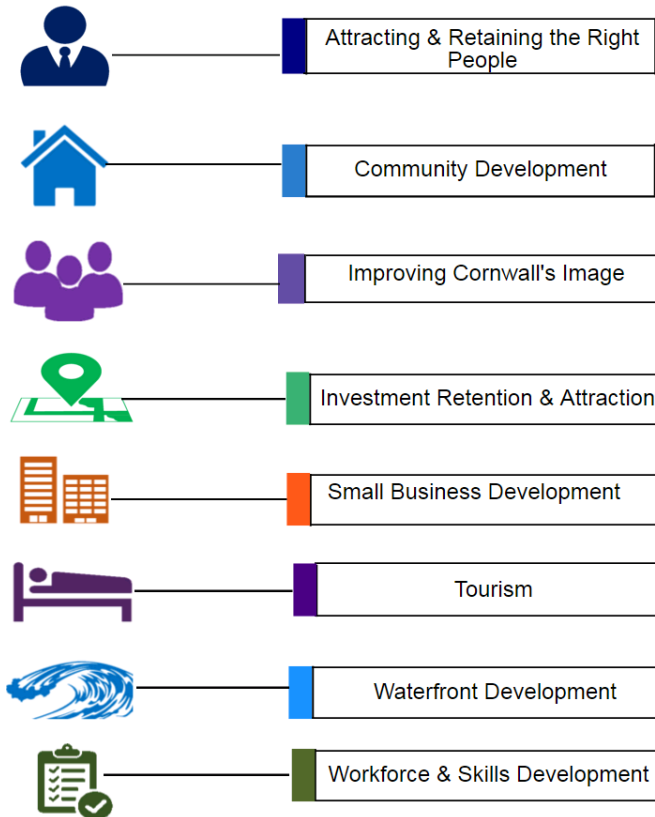 Attracting & Retaining the Right
People
Community Development
Improving Cornwall's Image
Investment Retention & Attraction
Small Business Development
Tourism
Waterfront Development
Workforce & Skills Development